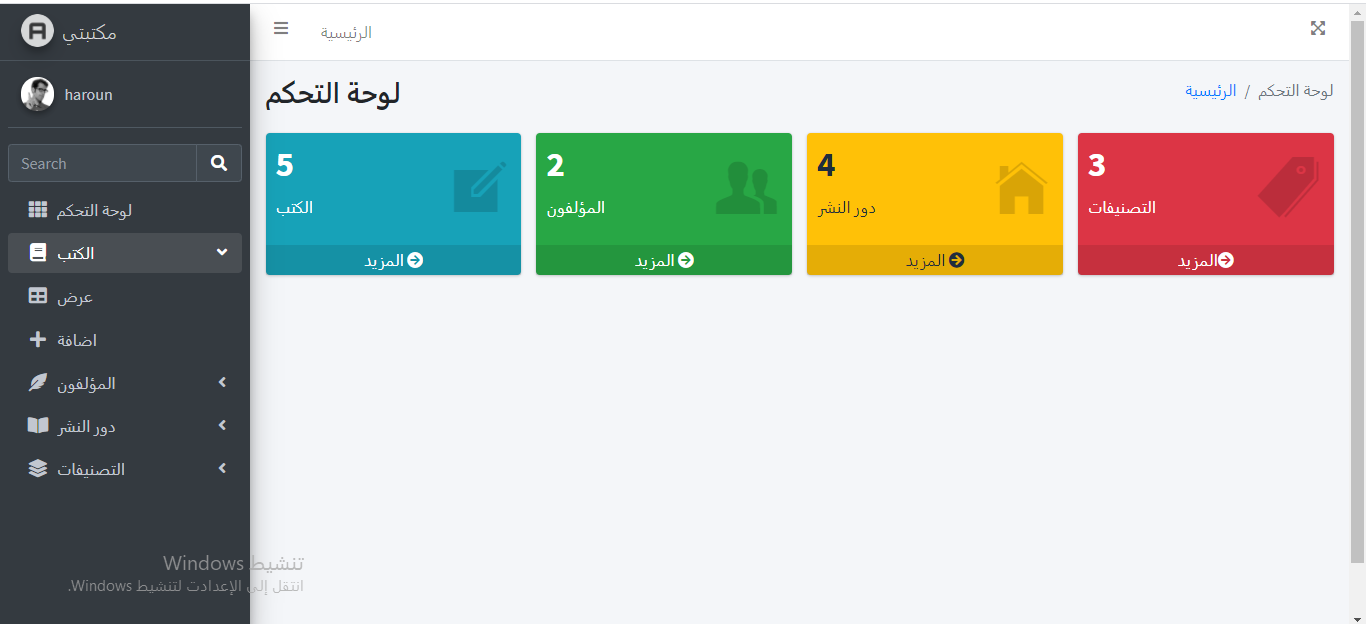 مكتبتي
haroun
Search
لوحة التحكم
الكتب
عرض
اضافة
المؤلفون
دور النشر
التصنيفات
الرئيسية
لوحة التحكم
الرئيسية / لوحة التحكم
5
الكتب
المزيد
2
المؤلفون
المزيد
4
دور النشر
المزيد
3
التصنيفات
المزيد
تنشيط Windows
انتقل إلى الإعدادت لتنشيط Windows.